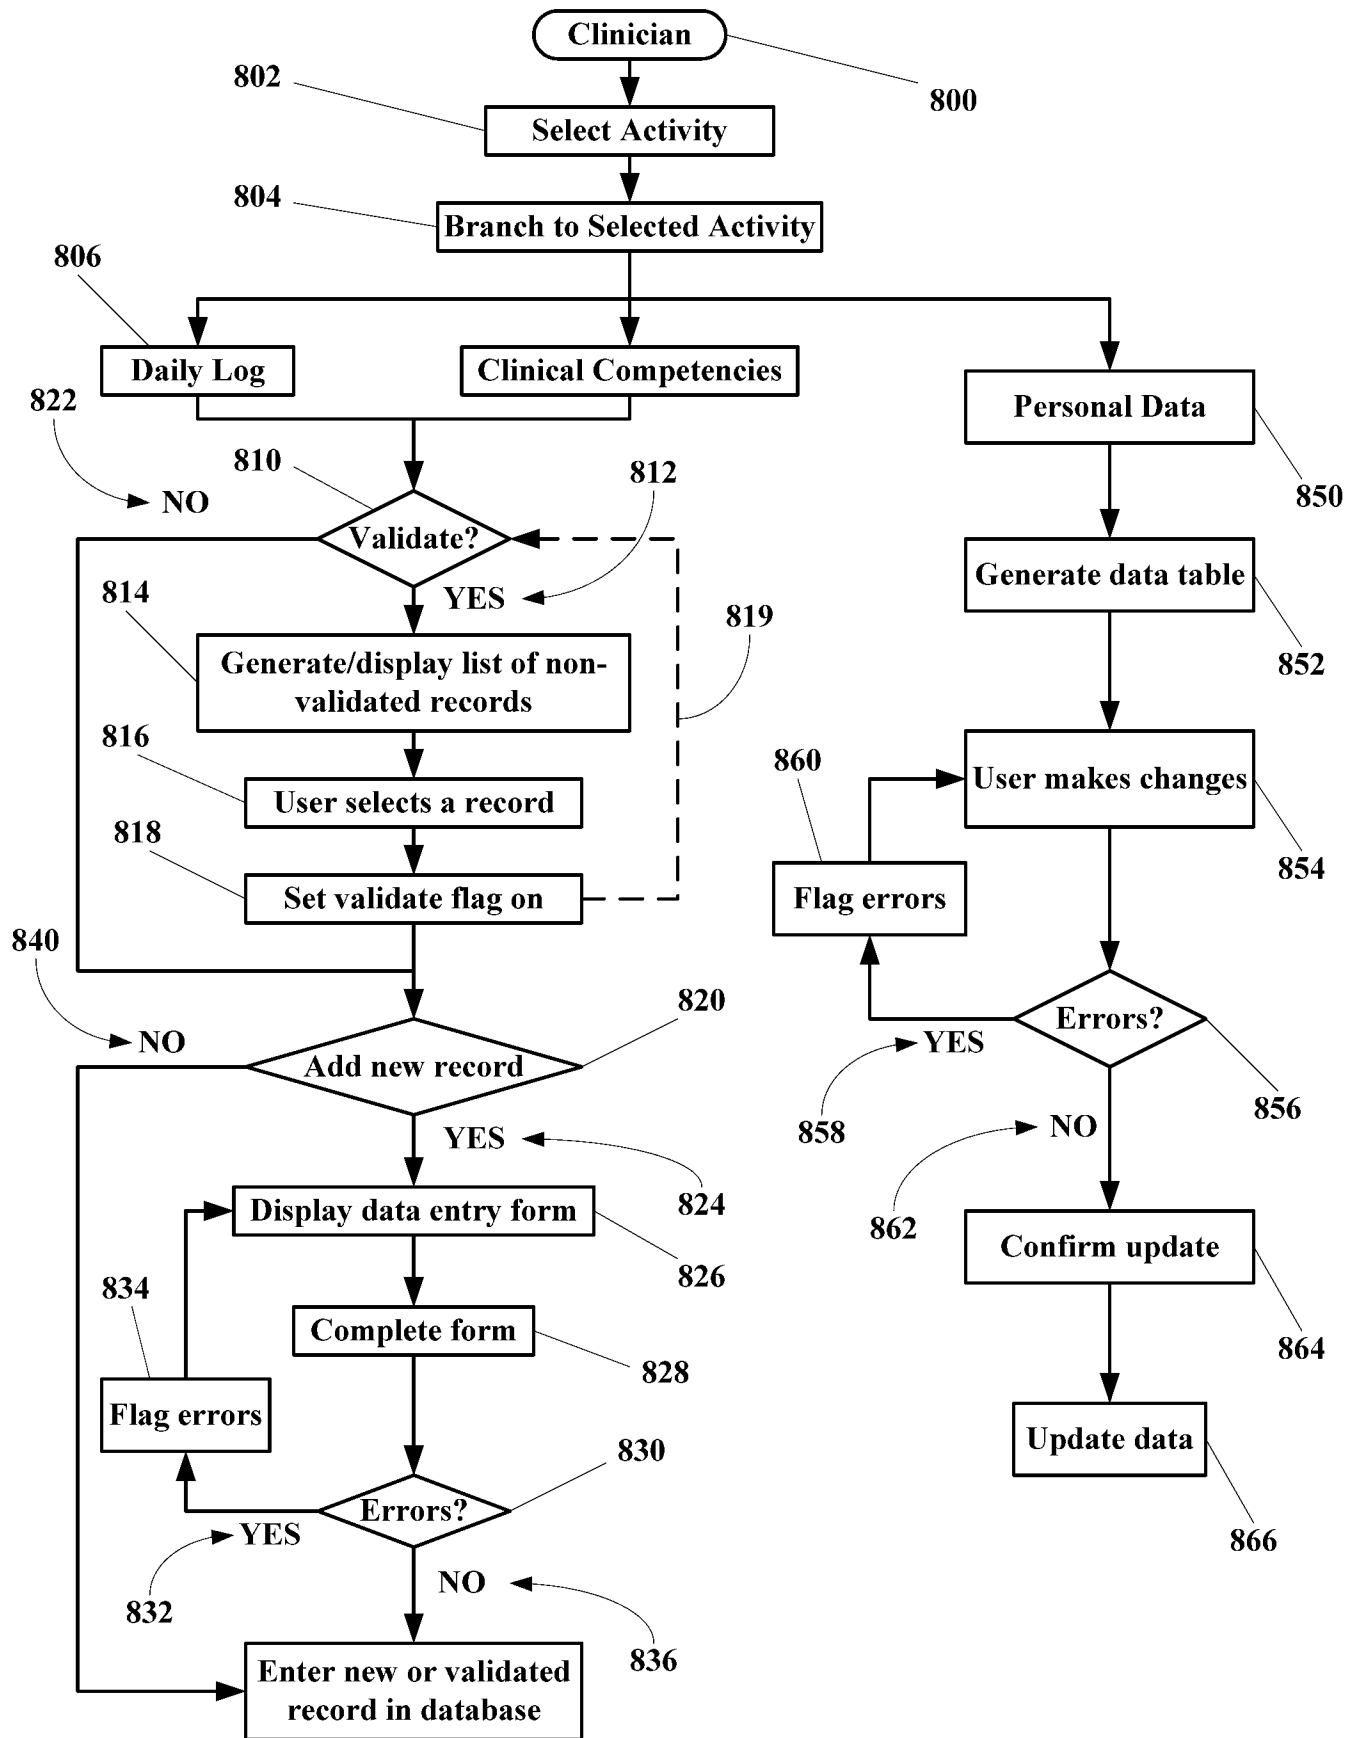 Clinician
800
802
Select Activity
804
Branch to Selected Activity
806
Daily Log
Clinical Competencies
822
NO
810
812
Validate?
YES
814
Generate/display list of non-
validated records
819
816
User selects a record
818
Set validate flag on
840
NO
820
Add new record
YES
824
Display data entry form
826
834
Complete form
828
Flag errors
830
Errors?
YES
832
NO
836
Enter new or validated
record in database
Personal Data
850
Generate data table
852
860
User makes changes
854
Flag errors
Errors?
YES
858
856
NO
862
Confirm update
864
Update data
866